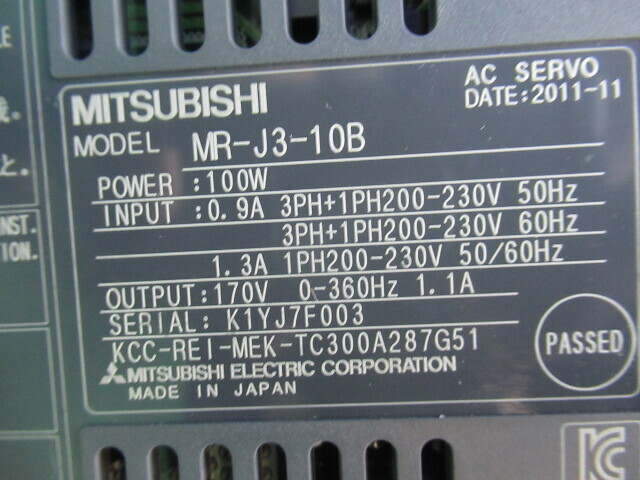 MITSUBISHI
AC SERVO
DATE:2011-11
MODEL MR-J3-10B
POWER :100W
INPUT :0.9A 3PH+1PH200-230V 50Hz
3PH+1PH200-230V 60Hz
1.3A 1PH200-230V 50/60Hz
OUTPUT:170V 0-360Hz 1.1A
SERIAL: K1YJ7F003
KCC-REI-MEK-TC300A287G51
PASSED
MITSUBISHI ELECTRIC CORPORATION
MADE IN JAPAN